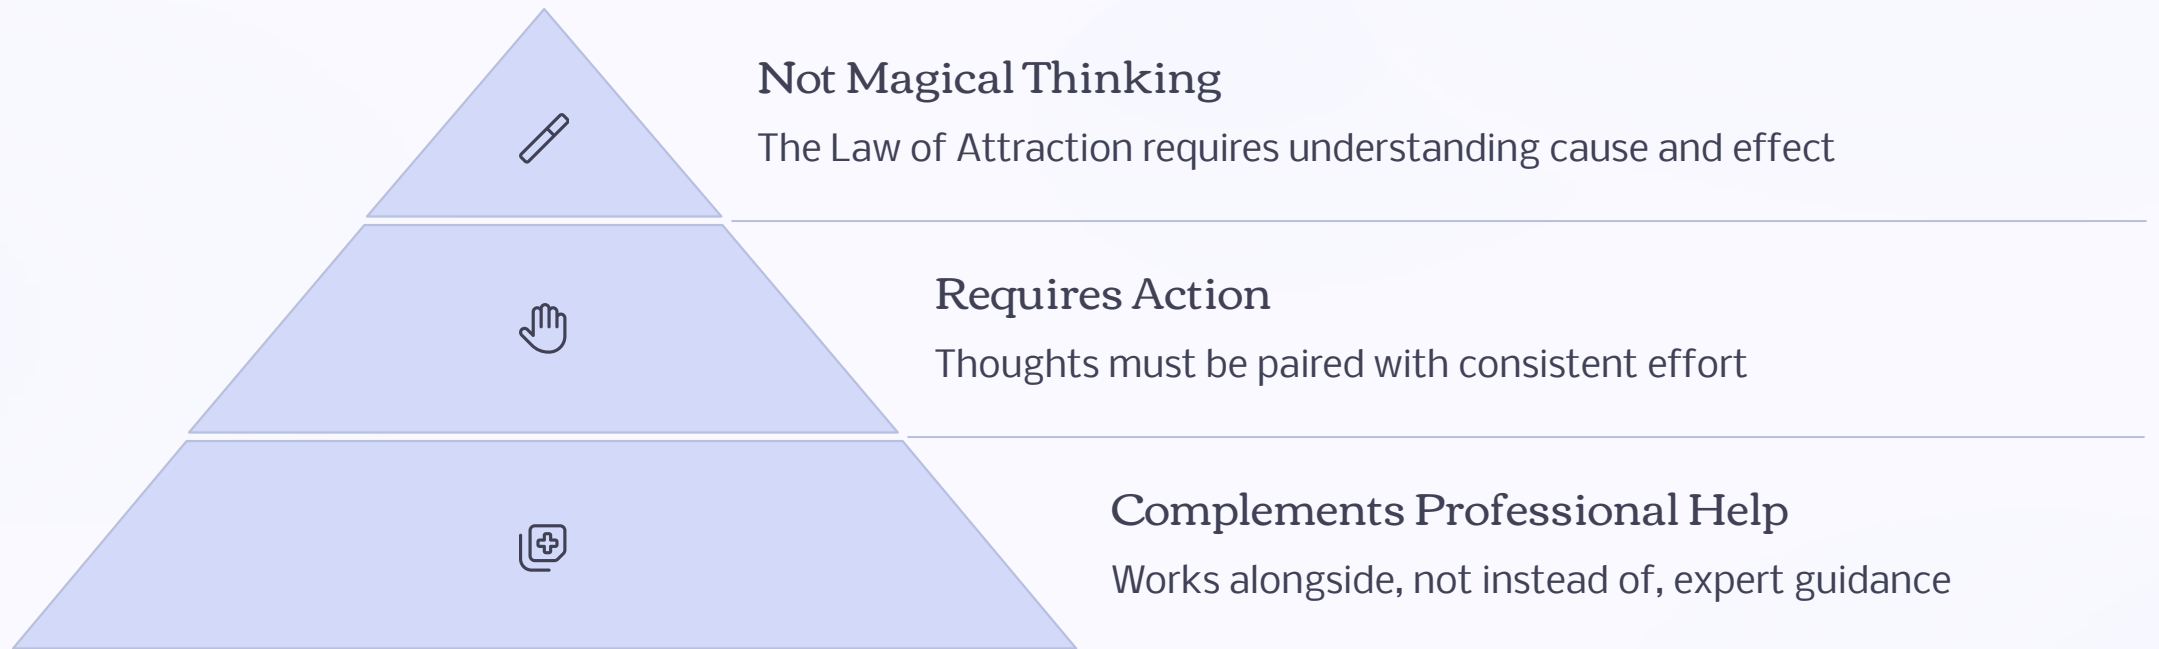 Not Magical Thinking
The Law of Attraction requires understanding cause and effect
Requires Action
Thoughts must be paired with consistent effort
Complements Professional Help
Works alongside, not instead of, expert guidance